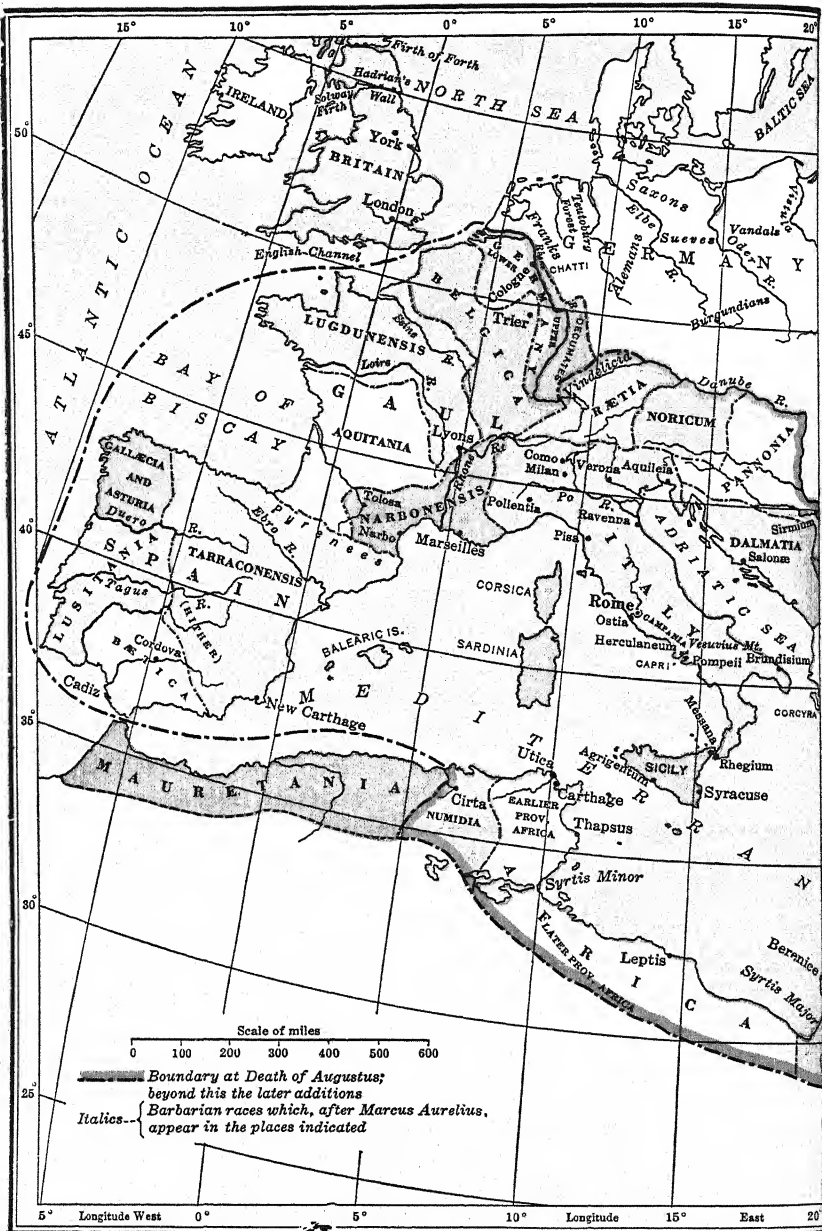 15° 10° 5° 0° 5° 10° 15° 20°
Firth of Forth
Hadrian's
Wall
NORTH SEA
Solway
Firth
IRELAND
York
BRITAIN
London
English Channel
BALTIC SEA
50°
45°
40°
35°
30°
25°
ATLANTIC OCEAN
BAY OF
BISCAY
Saxons
Elbe
R.
Teutoburg
Forest
Franks
Vandals
Vistula
Sueves
Oder
R.
GERMANY
CHATTI
Alemans
Burgundians
LOWER
UPPER
GERMANY
Cologne
Trier
BELGICA
DECUMATES
LUGDUNENSIS
Seine R.
Loire
GAUL
AQUITANIA
Lyons
Rhone
R.
Vindelicia
RÆTIA
Danube R.
NORICUM
PANNONIA
Como
Milan
Verona
Aquileia
Pollentia
Po
R.
Ravenna
Pisa
Sirmium
DALMATIA
Salonæ
ADRIATIC SEA
ITALY
Tolosa
Narbo
NARBONENSIS
Marseilles
GALLÆCIA
AND
ASTURIA
Duero
R.
Ebro R.
Pyrenees
SPAIN
TARRACONENSIS
(HITHER)
LUSITANIA
Tagus
R.
BÆTICA
Cordova
Cadiz
New Carthage
BALEARIC IS.
CORSICA
SARDINIA
Rome
Ostia
CAMPANIA
Vesuvius Mt.
Herculaneum
CAPRI
Pompeii
Brundisium
CORCYRA
Messana
Rhegium
SICILY
Agrigentum
Syracuse
MEDITERRAN
MAURETANIA
Utica
Carthage
Cirta
NUMIDIA
EARLIER
PROV.
AFRICA
Thapsus
Syrtis Minor
AFRICA
LATER PROV. AFRICA
Leptis
Berenice
Syrtis Major
Scale of miles
0 100 200 300 400 500 600
Boundary at Death of Augustus;
beyond this the later additions
Italics-- Barbarian races which, after Marcus Aurelius,
appear in the places indicated
5° Longitude West 0° 5° 10° Longitude 15° East 20°